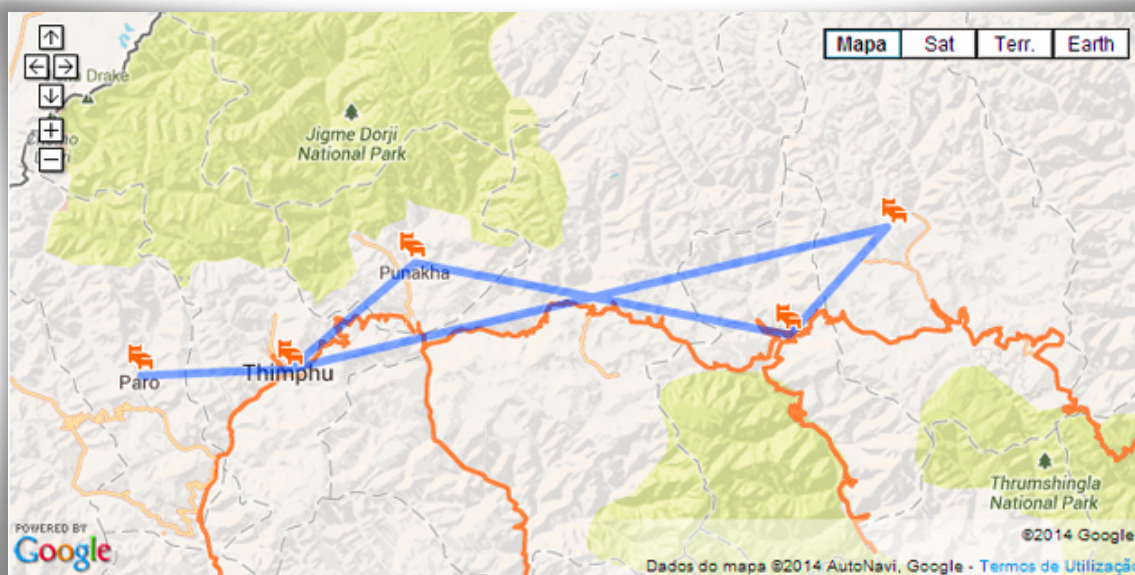 Mapa Sat Terr. Earth
Drake
Jigme Dorji
National Park
Punakha
Thimphu
Paro
Thrumshingla
National Park
POWERED BY
Google
©2014 Google
Dados do mapa ©2014 AutoNavi, Google - Termos de Utilização